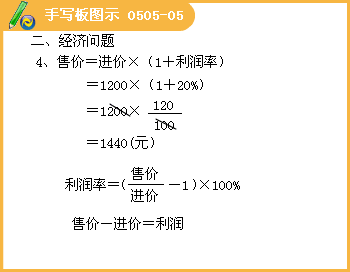 手写板图示 0505-05
二、经济问题
4、售价＝进价×（1＋利润率）
＝1200×（1＋20%）
＝1200× 120/100
＝1440(元)
利润率＝(售价/进价－1)×100%
售价－进价＝利润